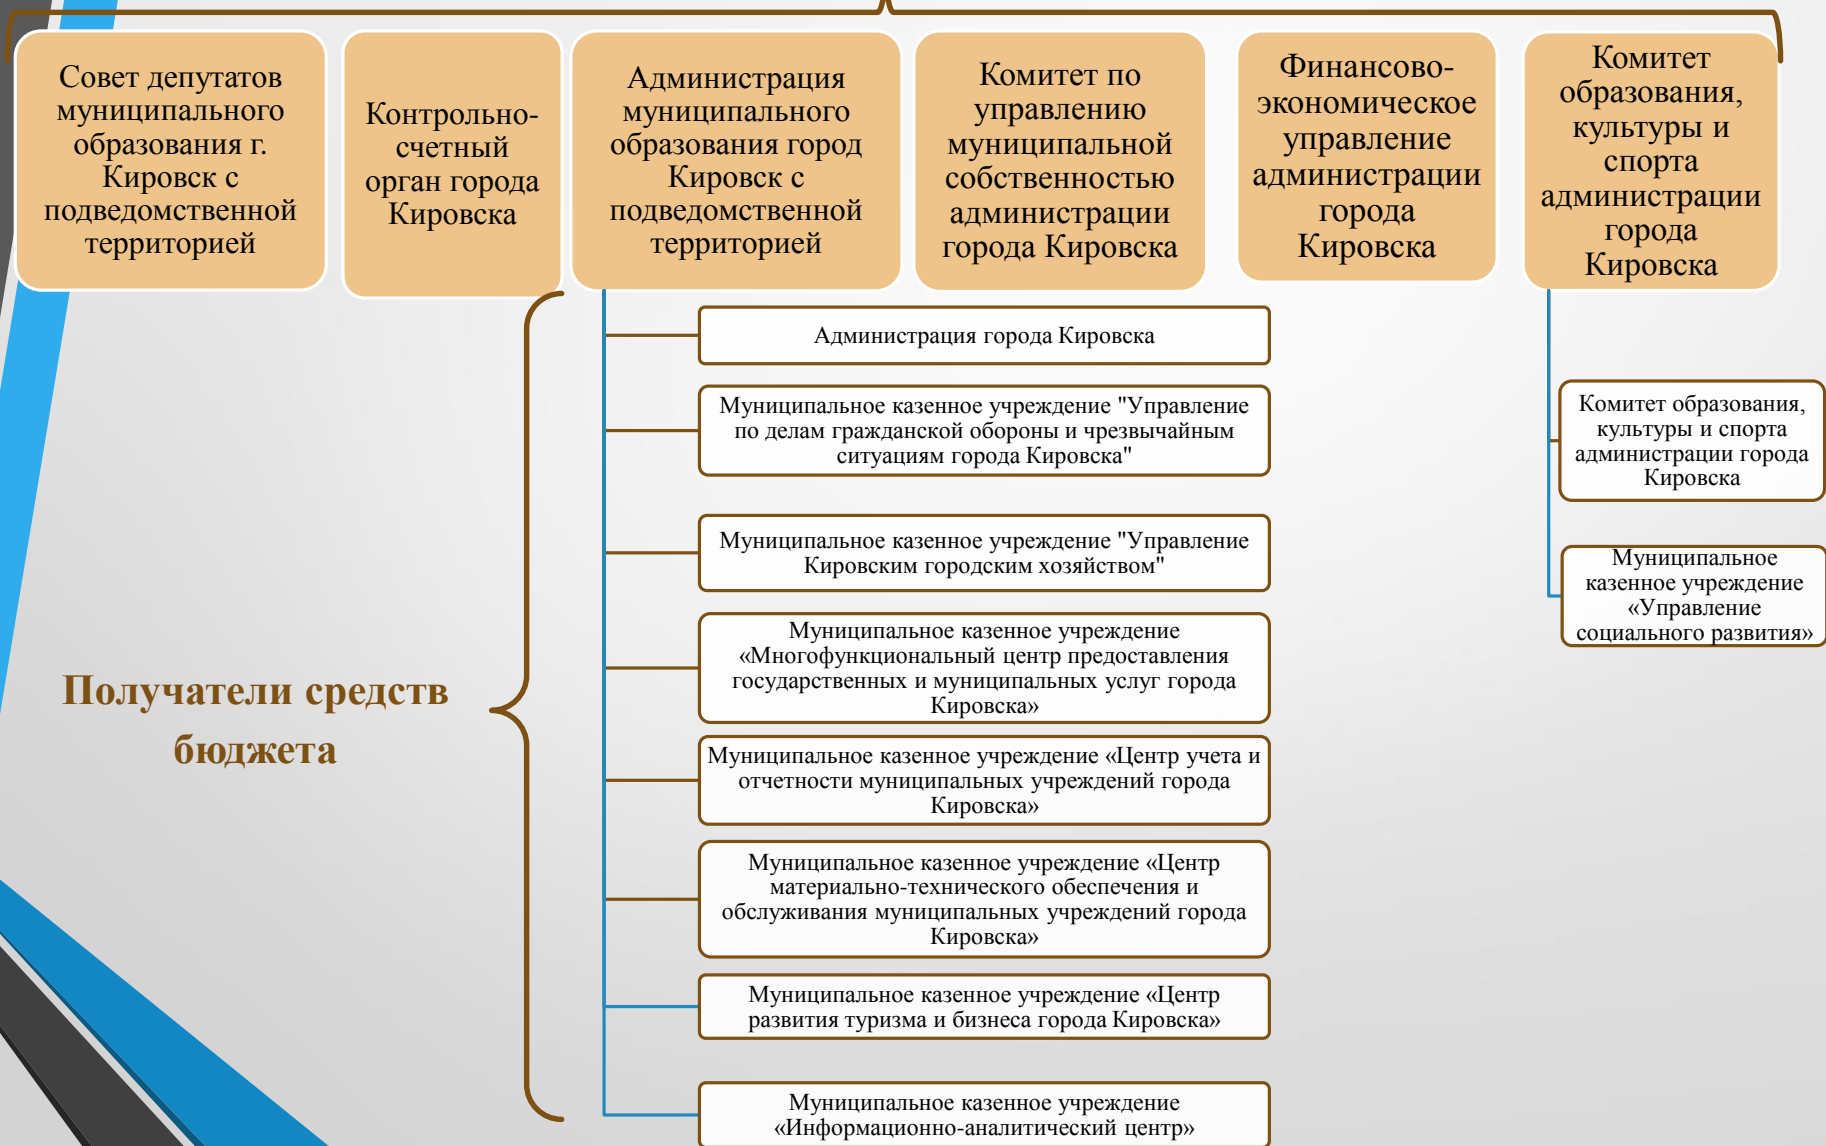 Совет депутатов
муниципального
образования г.
Кировск с
подведомственной
территорией
Контрольно-
счетный
орган города
Кировска
Администрация
муниципального
образования город
Кировск с
подведомственной
территорией
Комитет по
управлению
муниципальной
собственностью
администрации
города Кировска
Финансово-
экономическое
управление
администрации
города
Кировска
Комитет
образования,
культуры и
спорта
администрации
города
Кировска
Получатели средств
бюджета
Администрация города Кировска
Муниципальное казенное учреждение "Управление
по делам гражданской обороны и чрезвычайным
ситуациям города Кировска"
Муниципальное казенное учреждение "Управление
Кировским городским хозяйством"
Муниципальное казенное учреждение
«Многофункциональный центр предоставления
государственных и муниципальных услуг города
Кировска»
Муниципальное казенное учреждение «Центр учета и
отчетности муниципальных учреждений города
Кировска»
Муниципальное казенное учреждение «Центр
материально-технического обеспечения и
обслуживания муниципальных учреждений города
Кировска»
Муниципальное казенное учреждение «Центр
развития туризма и бизнеса города Кировска»
Муниципальное казенное учреждение
«Информационно-аналитический центр»
Комитет образования,
культуры и спорта
администрации города
Кировска
Муниципальное
казенное учреждение
«Управление
социального развития»